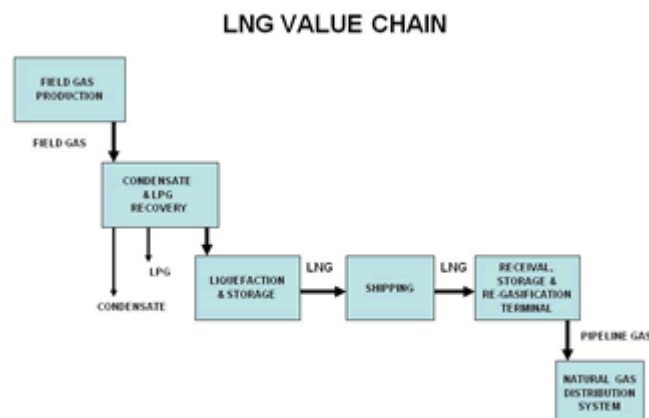 LNG VALUE CHAIN
FIELD GAS
PRODUCTION
FIELD GAS
CONDENSATE
& LPG
RECOVERY
LPG
CONDENSATE
LIQUEFACTION
& STORAGE
LNG
SHIPPING
LNG
RECEIVAL,
STORAGE &
RE-GASIFICATION
TERMINAL
PIPELINE GAS
NATURAL GAS
DISTRIBUTION
SYSTEM